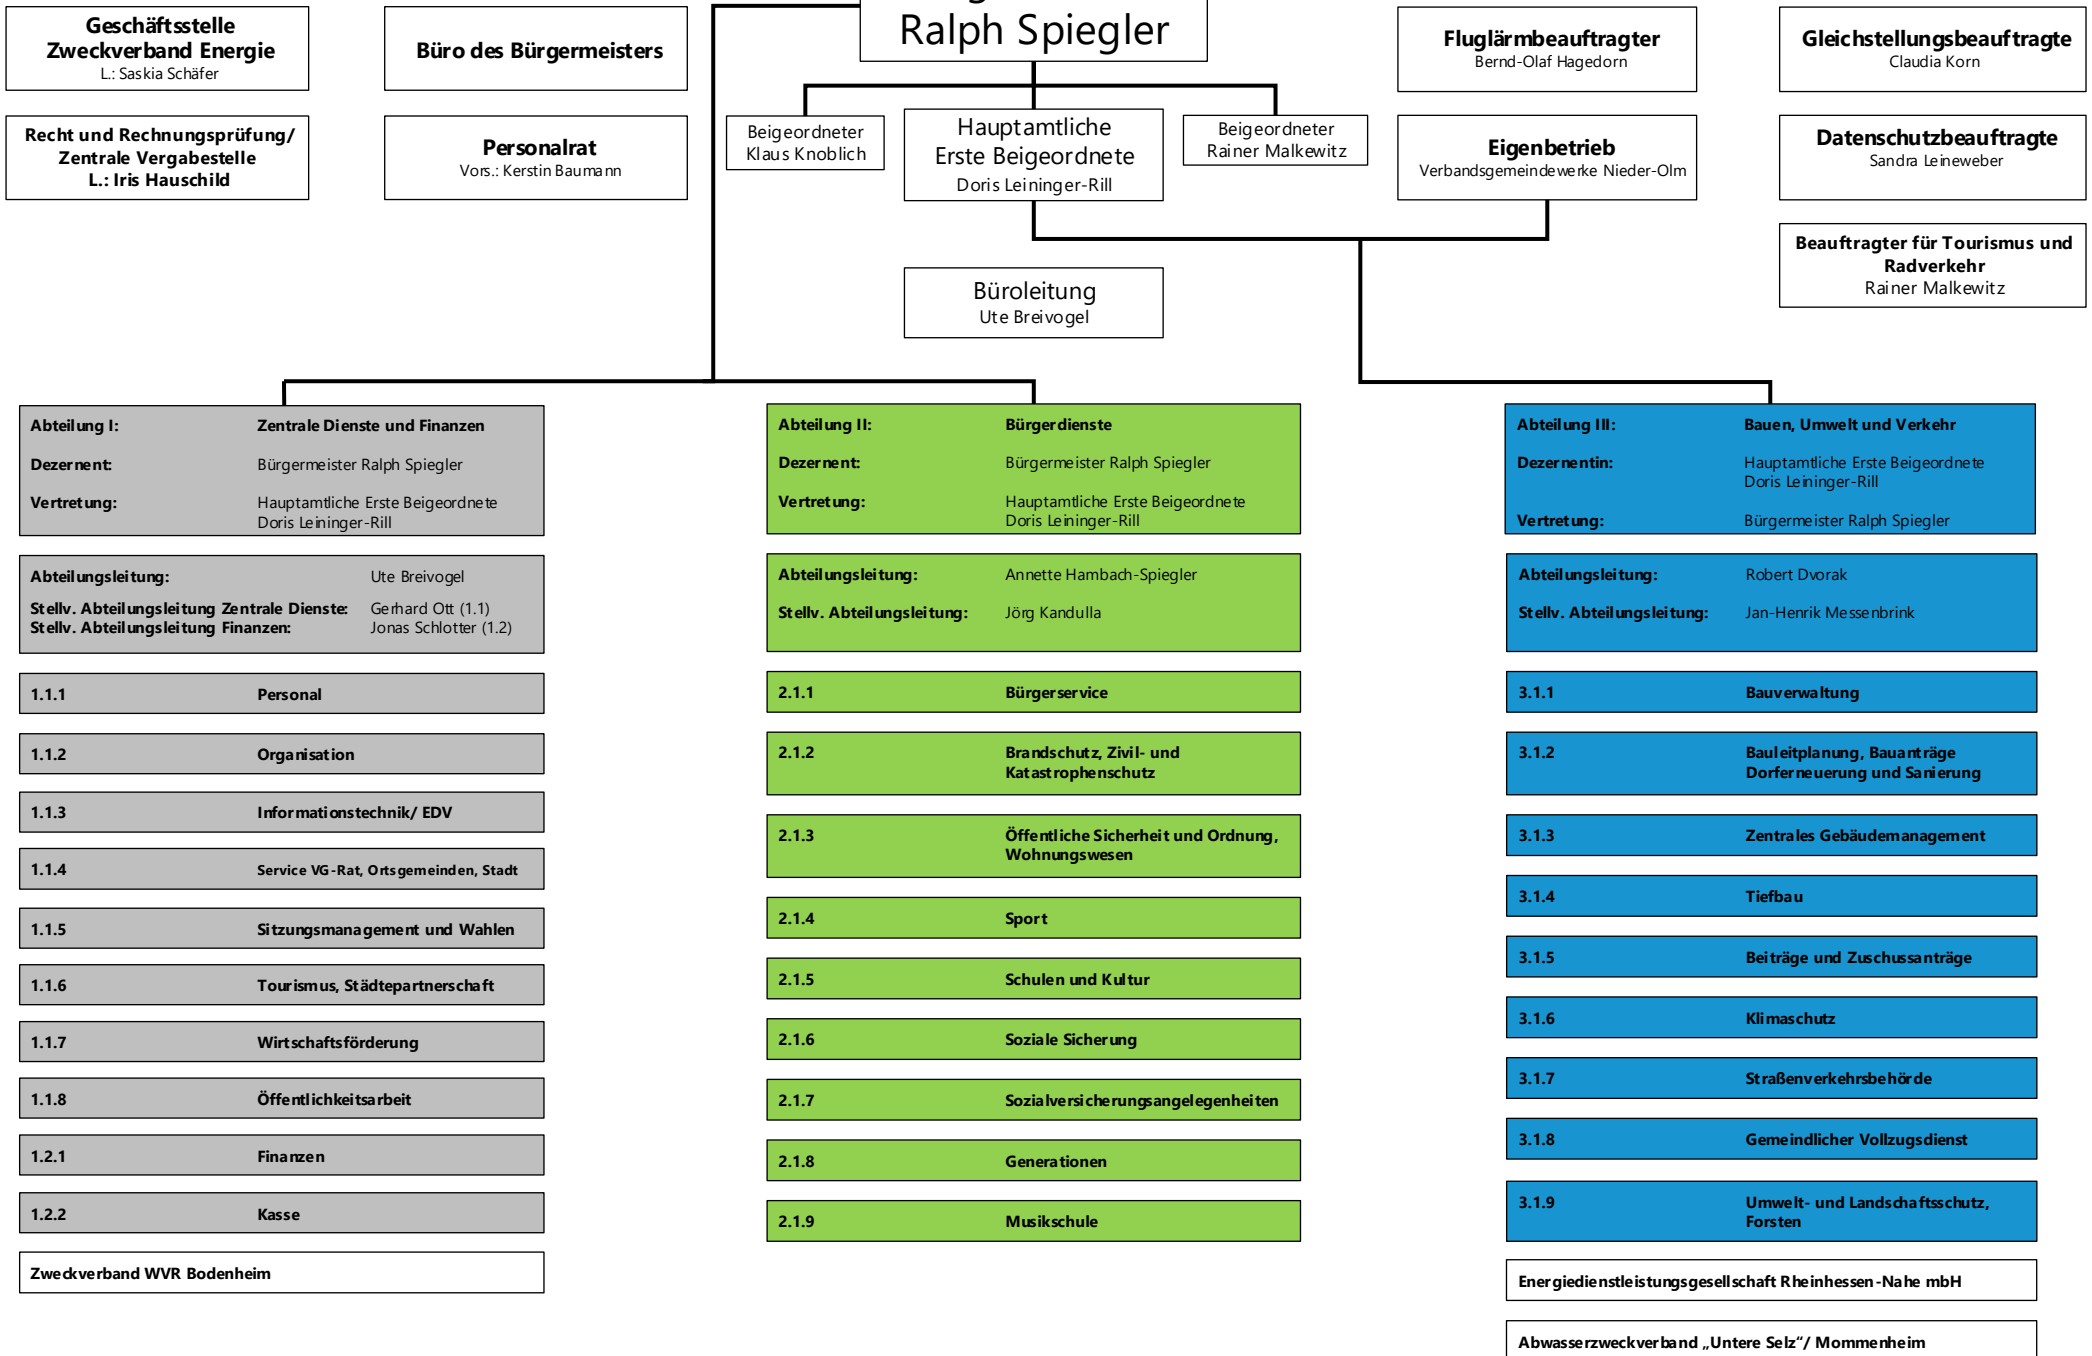 Geschäftsstelle
Zweckverband Energie
L.: Saskia Schäfer
Büro des Bürgermeisters
Ralph Spiegler
Fluglärmbeauftragter
Bernd-Olaf Hagedorn
Gleichstellungsbeauftragte
Claudia Korn
Recht und Rechnungsprüfung/
Zentrale Vergabestelle
L.: Iris Hauschild
Personalrat
Vors.: Kerstin Baumann
Beigeordneter
Klaus Knoblich
Hauptamtliche
Erste Beigeordnete
Doris Leininger-Rill
Beigeordneter
Rainer Malkewitz
Eigenbetrieb
Verbandsgemeindewerke Nieder-Olm
Datenschutzbeauftragte
Sandra Leineweber
Beauftragter für Tourismus und
Radverkehr
Rainer Malkewitz
Büroleitung
Ute Breivogel
Abteilung I: Zentrale Dienste und Finanzen
Dezernent: Bürgermeister Ralph Spiegler
Vertretung: Hauptamtliche Erste Beigeordnete
Doris Leininger-Rill
Abteilungsleitung: Ute Breivogel
Stellv. Abteilungsleitung Zentrale Dienste: Gerhard Ott (1.1)
Stellv. Abteilungsleitung Finanzen: Jonas Schlotter (1.2)
1.1.1 Personal
1.1.2 Organisation
1.1.3 Informationstechnik/ EDV
1.1.4 Service VG-Rat, Ortsgemeinden, Stadt
1.1.5 Sitzungsmanagement und Wahlen
1.1.6 Tourismus, Städtepartnerschaft
1.1.7 Wirtschaftsförderung
1.1.8 Öffentlichkeitsarbeit
1.2.1 Finanzen
1.2.2 Kasse
Zweckverband WVR Bodenheim
Abteilung II: Bürgerdienste
Dezernent: Bürgermeister Ralph Spiegler
Vertretung: Hauptamtliche Erste Beigeordnete
Doris Leininger-Rill
Abteilungsleitung: Annette Hambach-Spiegler
Stellv. Abteilungsleitung: Jörg Kandulla
2.1.1 Bürgerservice
2.1.2 Brandschutz, Zivil- und
Katastrophenschutz
2.1.3 Öffentliche Sicherheit und Ordnung,
Wohnungswesen
2.1.4 Sport
2.1.5 Schulen und Kultur
2.1.6 Soziale Sicherung
2.1.7 Sozialversicherungsangelegenheiten
2.1.8 Generationen
2.1.9 Musikschule
Abteilung III: Bauen, Umwelt und Verkehr
Dezernentin: Hauptamtliche Erste Beigeordnete
Doris Leininger-Rill
Vertretung: Bürgermeister Ralph Spiegler
Abteilungsleitung: Robert Dvorak
Stellv. Abteilungsleitung: Jan-Henrik Messenbrink
3.1.1 Bauverwaltung
3.1.2 Bauleitplanung, Bauanträge
Dorferneuerung und Sanierung
3.1.3 Zentrales Gebäudemanagement
3.1.4 Tiefbau
3.1.5 Beiträge und Zuschussanträge
3.1.6 Klimaschutz
3.1.7 Straßenverkehrsbehörde
3.1.8 Gemeindlicher Vollzugsdienst
3.1.9 Umwelt- und Landschaftsschutz,
Forsten
Energiedienstleistungsgesellschaft Rheinhessen-Nahe mbH
Abwasserzweckverband „Untere Selz“/ Mommenheim